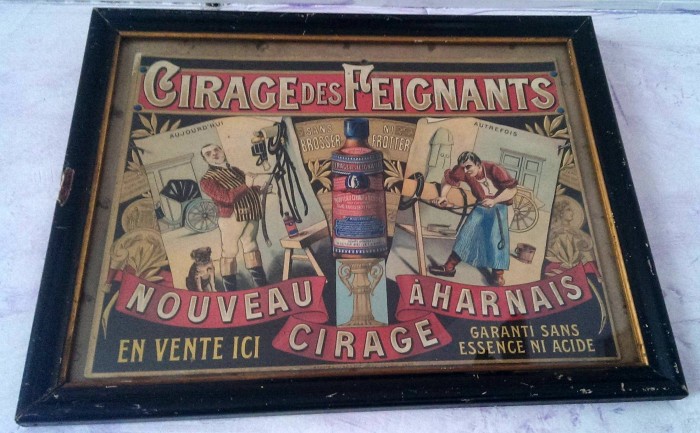 CIRAGE DES FEIGNANTS
AUJOURD'HUI
SANS BROSSER
NI FROTTER
AUTREFOIS
NOUVEAU
CIRAGE
À HARNAIS
EN VENTE ICI
GARANTI SANS
ESSENCE NI ACIDE